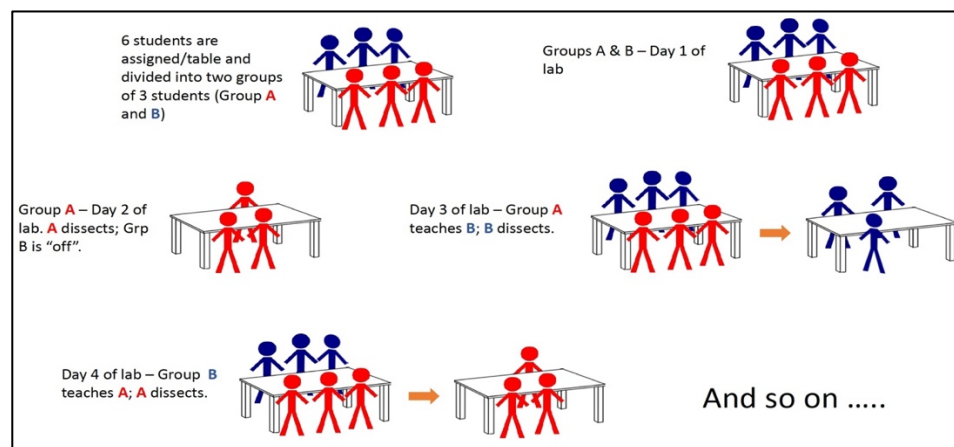 6 students are
assigned/table and
divided into two groups
of 3 students (Group A
and B)
Groups A & B – Day 1 of
lab
Group A – Day 2 of
lab. A dissects; Grp
B is “off”.
Day 3 of lab – Group A
teaches B; B dissects.
Day 4 of lab – Group B
teaches A; A dissects.
And so on …..